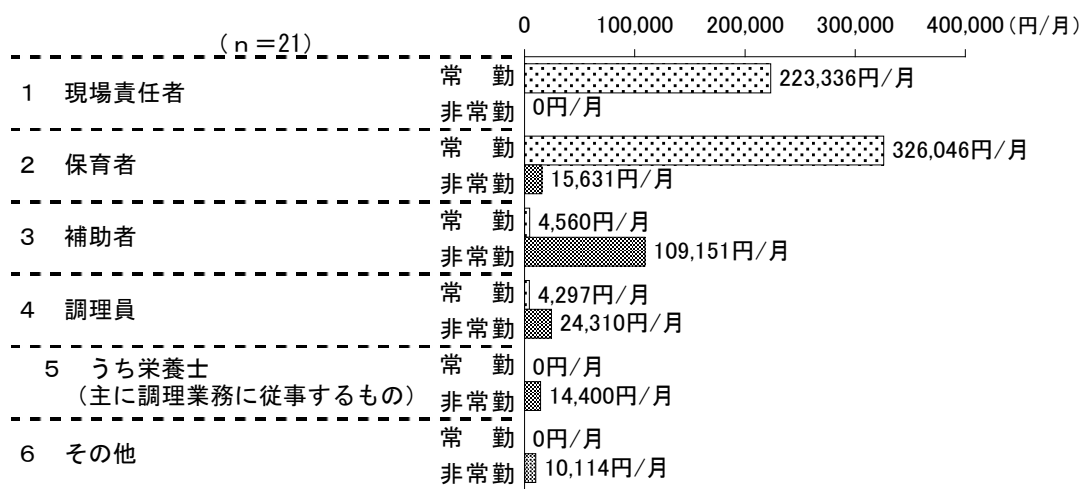 0 100,000 200,000 300,000 400,000 (円/月)
(n=21)
1 現場責任者
常 勤 223,336円/月
非常勤 0円/月
2 保育者
常 勤 326,046円/月
非常勤 15,631円/月
3 補助者
常 勤 4,560円/月
非常勤 109,151円/月
4 調理員
常 勤 4,297円/月
非常勤 24,310円/月
5 うち栄養士
(主に調理業務に従事するもの)
常 勤 0円/月
非常勤 14,400円/月
6 その他
常 勤 0円/月
非常勤 10,114円/月